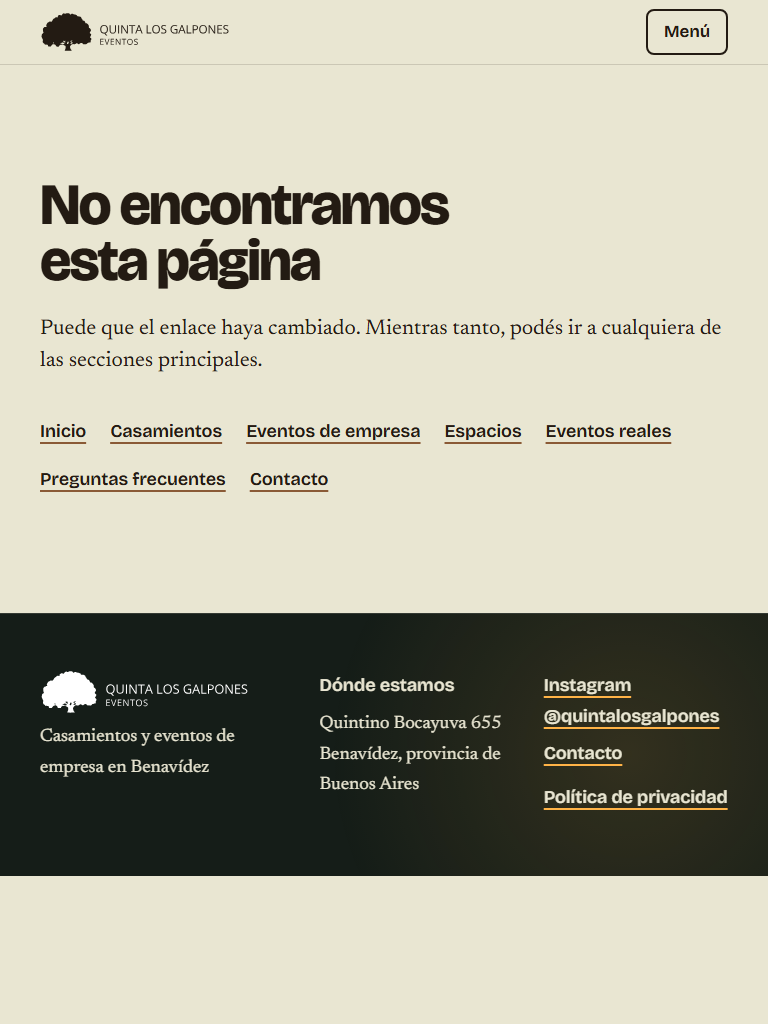 QUINTA LOS GALPONES
EVENTOS
Menú
No encontramos
esta página
Puede que el enlace haya cambiado. Mientras tanto, podés ir a cualquiera de
las secciones principales.
Inicio Casamientos Eventos de empresa Espacios Eventos reales
Preguntas frecuentes Contacto
QUINTA LOS GALPONES
EVENTOS
Casamientos y eventos de
empresa en Benavídez
Dónde estamos
Quintino Bocayuva 655
Benavídez, provincia de
Buenos Aires
Instagram
@quintalosgalpones
Contacto
Política de privacidad